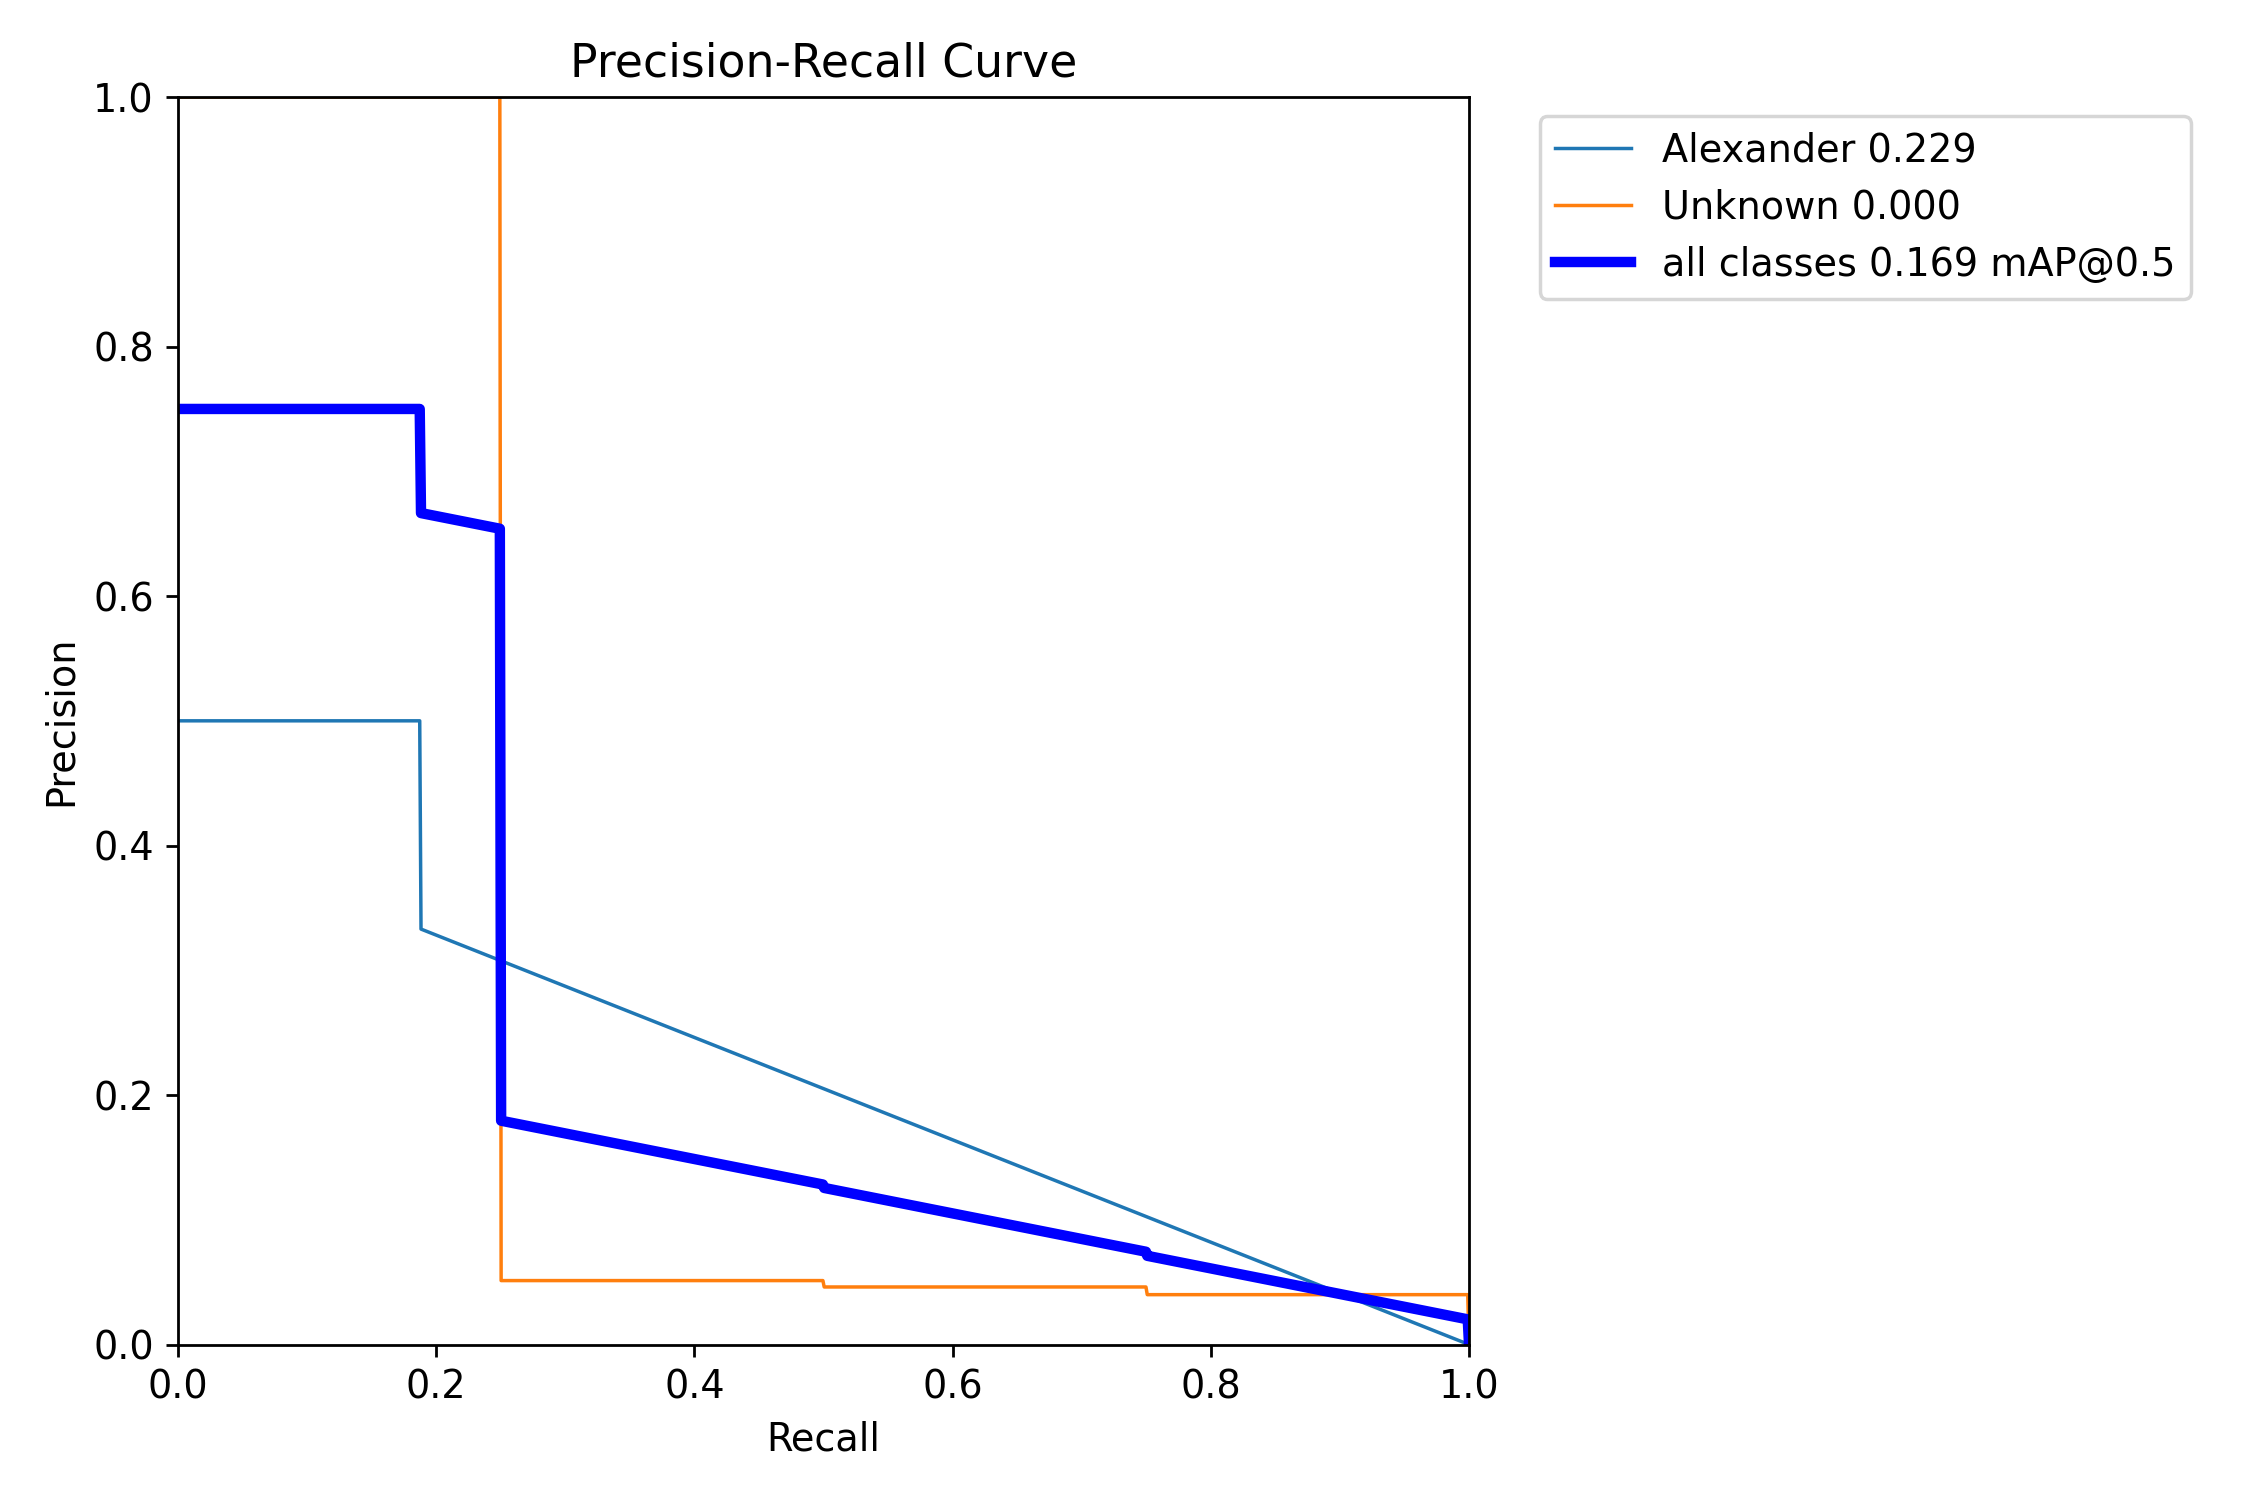 Precision-Recall Curve
1.0
0.8
0.6
0.4
0.2
0.0
Precision
0.0 0.2 0.4 0.6 0.8 1.0
Recall
Alexander 0.229
Unknown 0.000
all classes 0.169 mAP@0.5